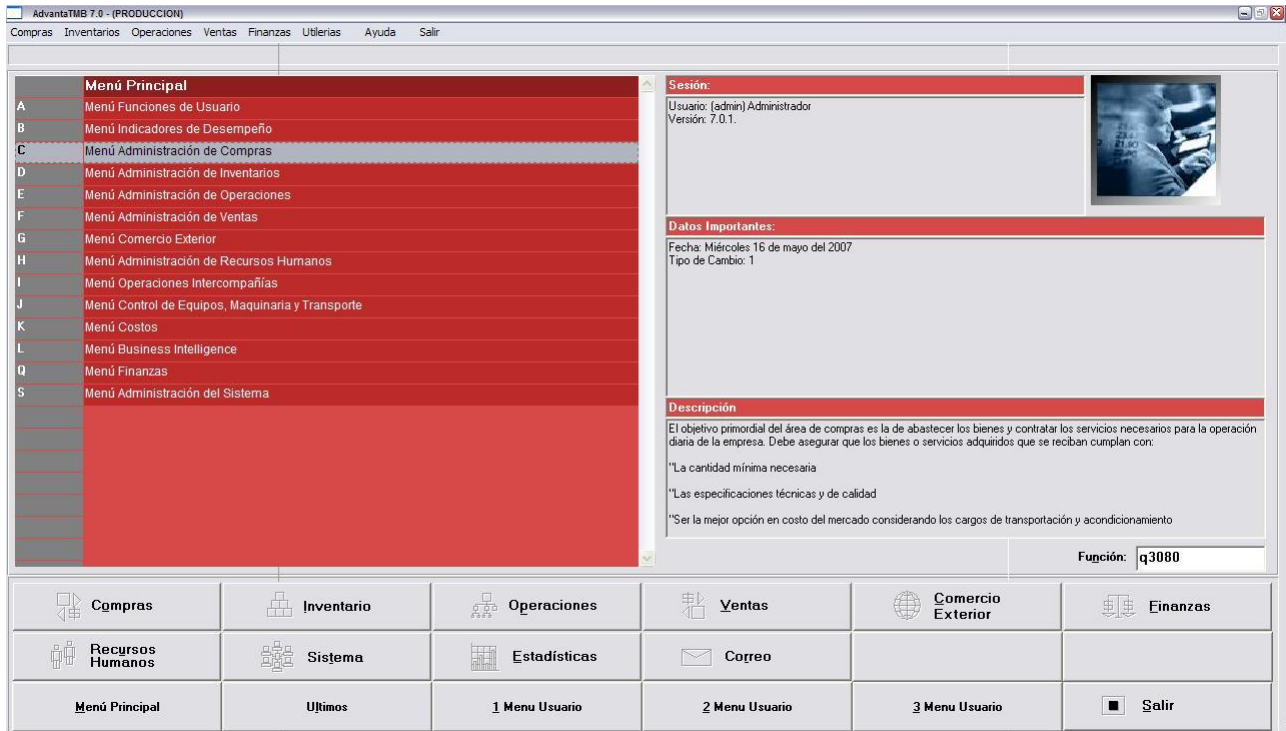 AdvantaTMB 7.0 - (PRODUCCION)
Compras Inventarios Operaciones Ventas Finanzas Utilerias Ayuda Salir
Menú Principal
A Menú Funciones de Usuario
B Menú Indicadores de Desempeño
C Menú Administración de Compras
D Menú Administración de Inventarios
E Menú Administración de Operaciones
F Menú Administración de Ventas
G Menú Comercio Exterior
H Menú Administración de Recursos Humanos
I Menú Operaciones Intercompañías
J Menú Control de Equipos, Maquinaria y Transporte
K Menú Costos
L Menú Business Intelligence
Q Menú Finanzas
S Menú Administración del Sistema
Sesión:
Usuario: (admin) Administrador
Versión: 7.0.1.
Datos Importantes:
Fecha: Miércoles 16 de mayo del 2007
Tipo de Cambio: 1
Descripción
El objetivo primordial del área de compras es la de abastecer los bienes y contratar los servicios necesarios para la operación
diaria de la empresa. Debe asegurar que los bienes o servicios adquiridos que se reciban cumplan con:
"La cantidad mínima necesaria
"Las especificaciones técnicas y de calidad
"Ser la mejor opción en costo del mercado considerando los cargos de transportación y acondicionamiento
Función: q3080
Compras Inventario Operaciones Ventas Comercio Exterior Finanzas
Recursos Humanos Sistema Estadísticas Correo
Menú Principal Ultimos 1 Menu Usuario 2 Menu Usuario 3 Menu Usuario Salir